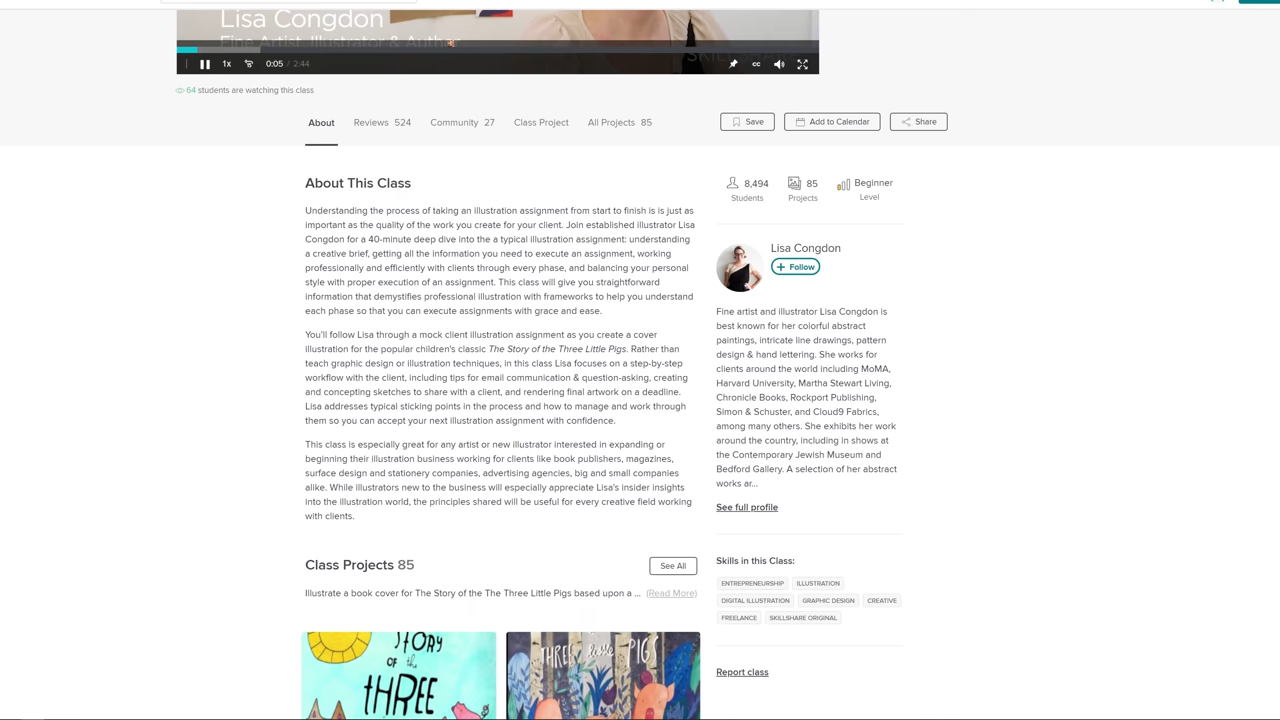 Lisa Congdon
Fine Artist, Illustrator & Author
SKILLSHARE
1x
0:05 / 2:44
CC
64 students are watching this class
About
Reviews 524
Community 27
Class Project
All Projects 85
Save
Add to Calendar
Share
About This Class
Understanding the process of taking an illustration assignment from start to finish is is just as
important as the quality of the work you create for your client. Join established illustrator Lisa
Congdon for a 40-minute deep dive into the a typical illustration assignment: understanding
a creative brief, getting all the information you need to execute an assignment, working
professionally and efficiently with clients through every phase, and balancing your personal
style with proper execution of an assignment. This class will give you straightforward
information that demystifies professional illustration with frameworks to help you understand
each phase so that you can execute assignments with grace and ease.
You'll follow Lisa through a mock client illustration assignment as you create a cover
illustration for the popular children's classic The Story of the Three Little Pigs. Rather than
teach graphic design or illustration techniques, in this class Lisa focuses on a step-by-step
workflow with the client, including tips for email communication & question-asking, creating
and concepting sketches to share with a client, and rendering final artwork on a deadline.
Lisa addresses typical sticking points in the process and how to manage and work through
them so you can accept your next illustration assignment with confidence.
This class is especially great for any artist or new illustrator interested in expanding or
beginning their illustration business working for clients like book publishers, magazines,
surface design and stationery companies, advertising agencies, big and small companies
alike. While illustrators new to the business will especially appreciate Lisa's insider insights
into the illustration world, the principles shared will be useful for every creative field working
with clients.
Class Projects 85
See All
Illustrate a book cover for The Story of the The Three Little Pigs based upon a ... (Read More)
STORY
OF the
THREE
THREE little PIGS
8,494
Students
85
Projects
Beginner
Level
Lisa Congdon
+ Follow
Fine artist and illustrator Lisa Congdon is
best known for her colorful abstract
paintings, intricate line drawings, pattern
design & hand lettering. She works for
clients around the world including MoMA,
Harvard University, Martha Stewart Living,
Chronicle Books, Rockport Publishing,
Simon & Schuster, and Cloud9 Fabrics,
among many others. She exhibits her work
around the country, including in shows at
the Contemporary Jewish Museum and
Bedford Gallery. A selection of her abstract
works ar...
See full profile
Skills in this Class:
ENTREPRENEURSHIP
ILLUSTRATION
DIGITAL ILLUSTRATION
GRAPHIC DESIGN
CREATIVE
FREELANCE
SKILLSHARE ORIGINAL
Report class